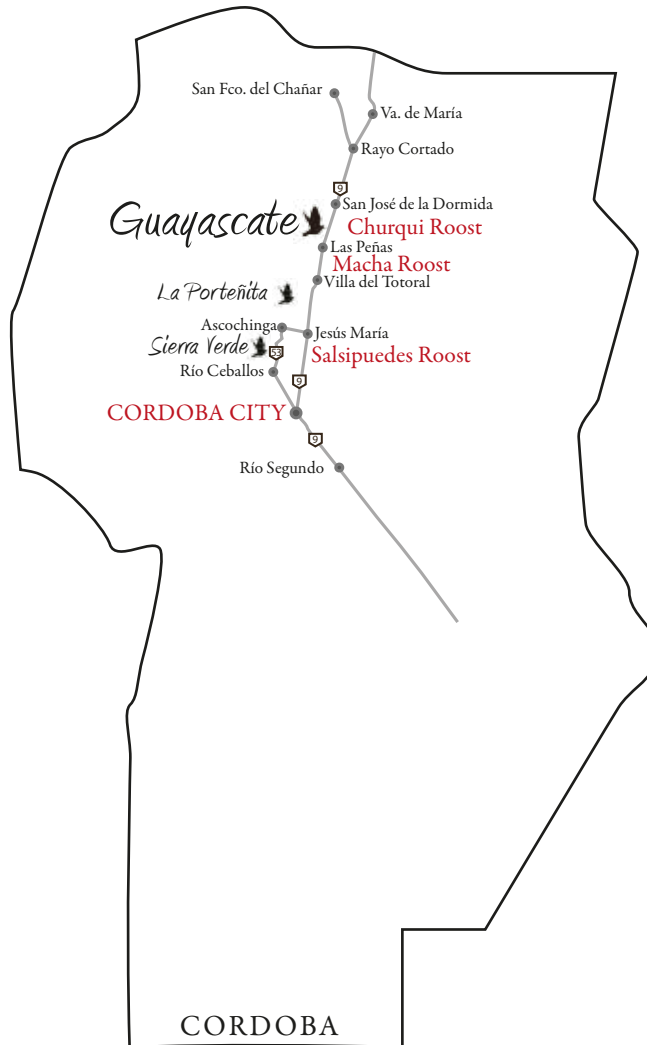 San Fco. del Chañar
Va. de María
Rayo Cortado
9
San José de la Dormida
Guayascate
Churqui Roost
Las Peñas
Macha Roost
Villa del Totoral
La Porteñita
Ascochinga
Jesús María
Sierra Verde
53
Salsipuedes Roost
Río Ceballos
9
CORDOBA CITY
9
Río Segundo
CORDOBA